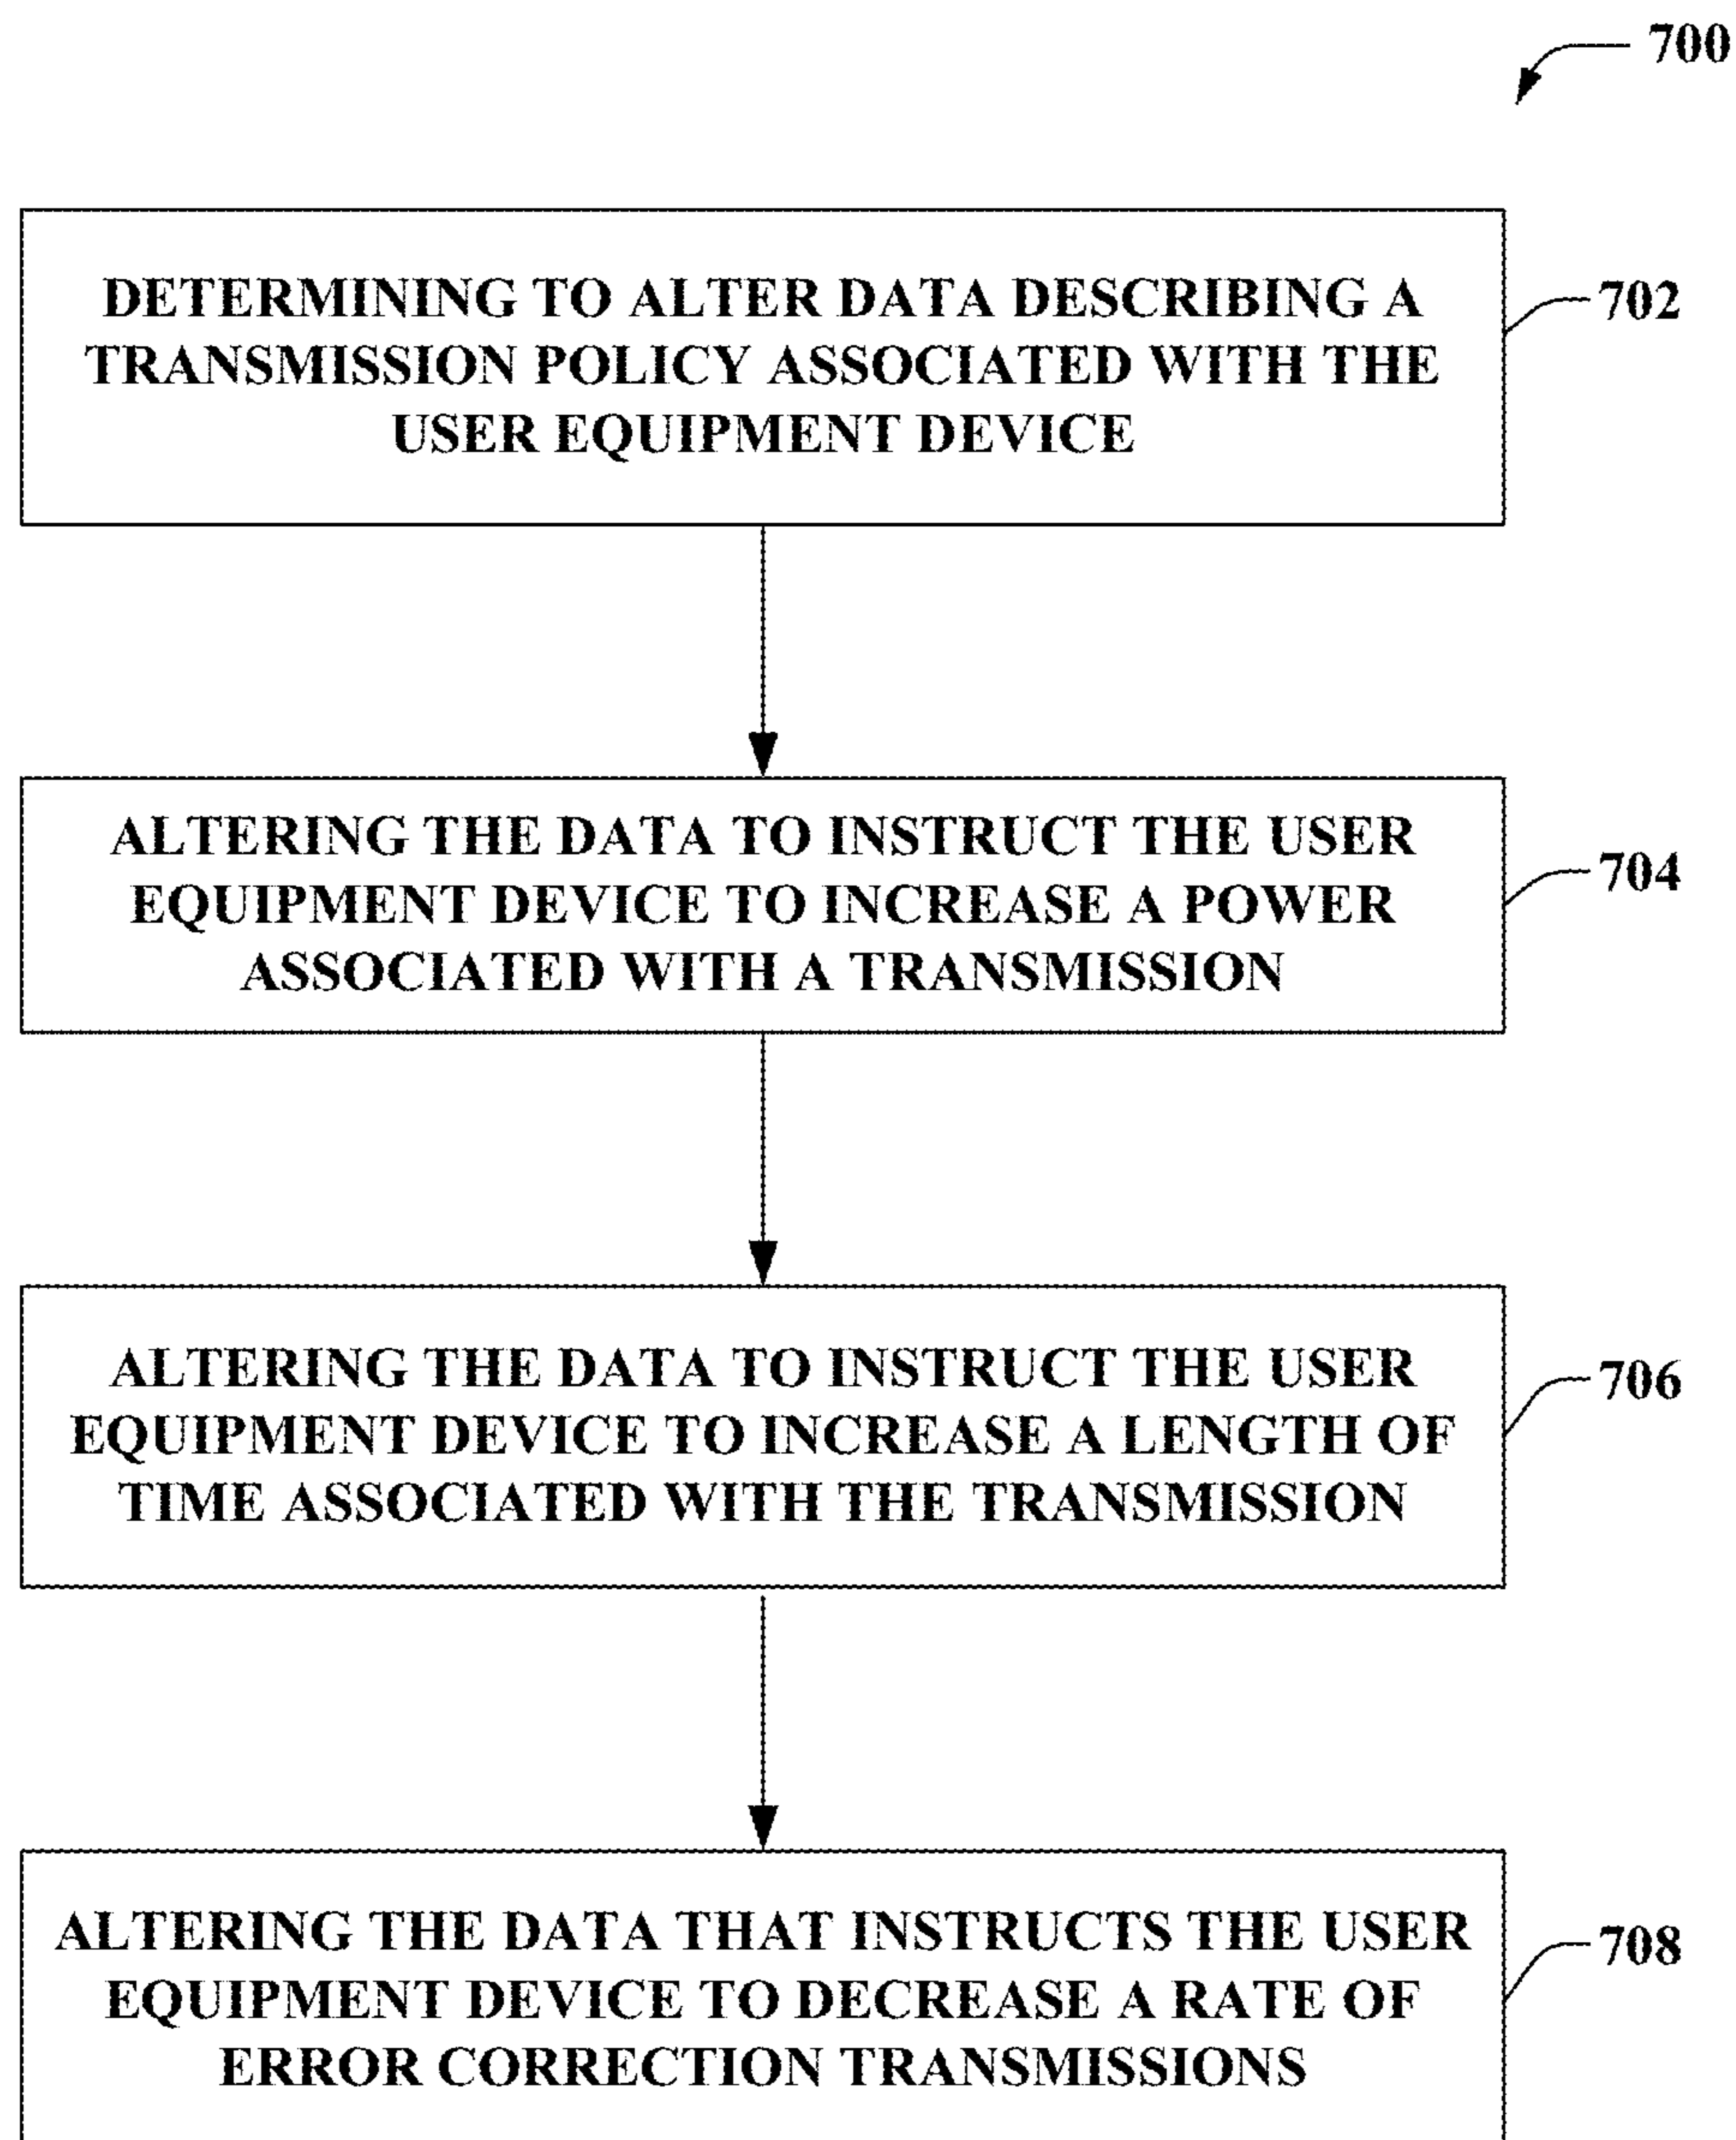 700
DETERMINING TO ALTER DATA DESCRIBING A
TRANSMISSION POLICY ASSOCIATED WITH THE
USER EQUIPMENT DEVICE
702
ALTERING THE DATA TO INSTRUCT THE USER
EQUIPMENT DEVICE TO INCREASE A POWER
ASSOCIATED WITH A TRANSMISSION
704
ALTERING THE DATA TO INSTRUCT THE USER
EQUIPMENT DEVICE TO INCREASE A LENGTH OF
TIME ASSOCIATED WITH THE TRANSMISSION
706
ALTERING THE DATA THAT INSTRUCTS THE USER
EQUIPMENT DEVICE TO DECREASE A RATE OF
ERROR CORRECTION TRANSMISSIONS
708